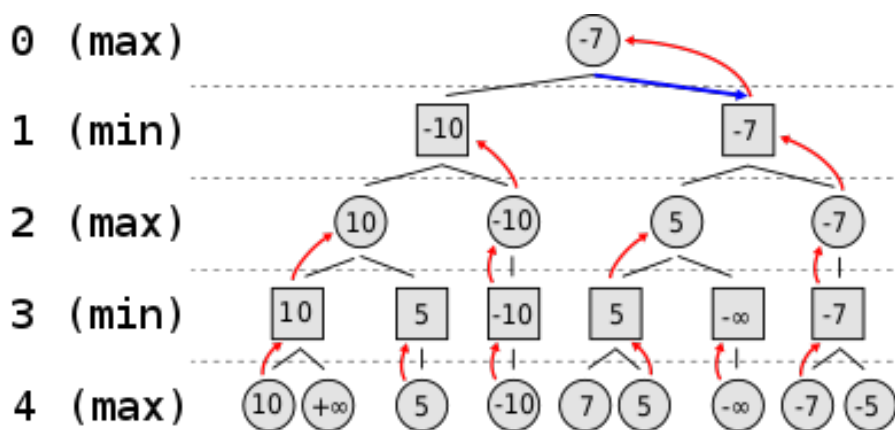 0 (max) -7
1 (min) -10 -7
2 (max) 10 -10 5 -7
3 (min) 10 5 -10 5 -∞ -7
4 (max) 10 +∞ 5 -10 7 5 -∞ -7 -5